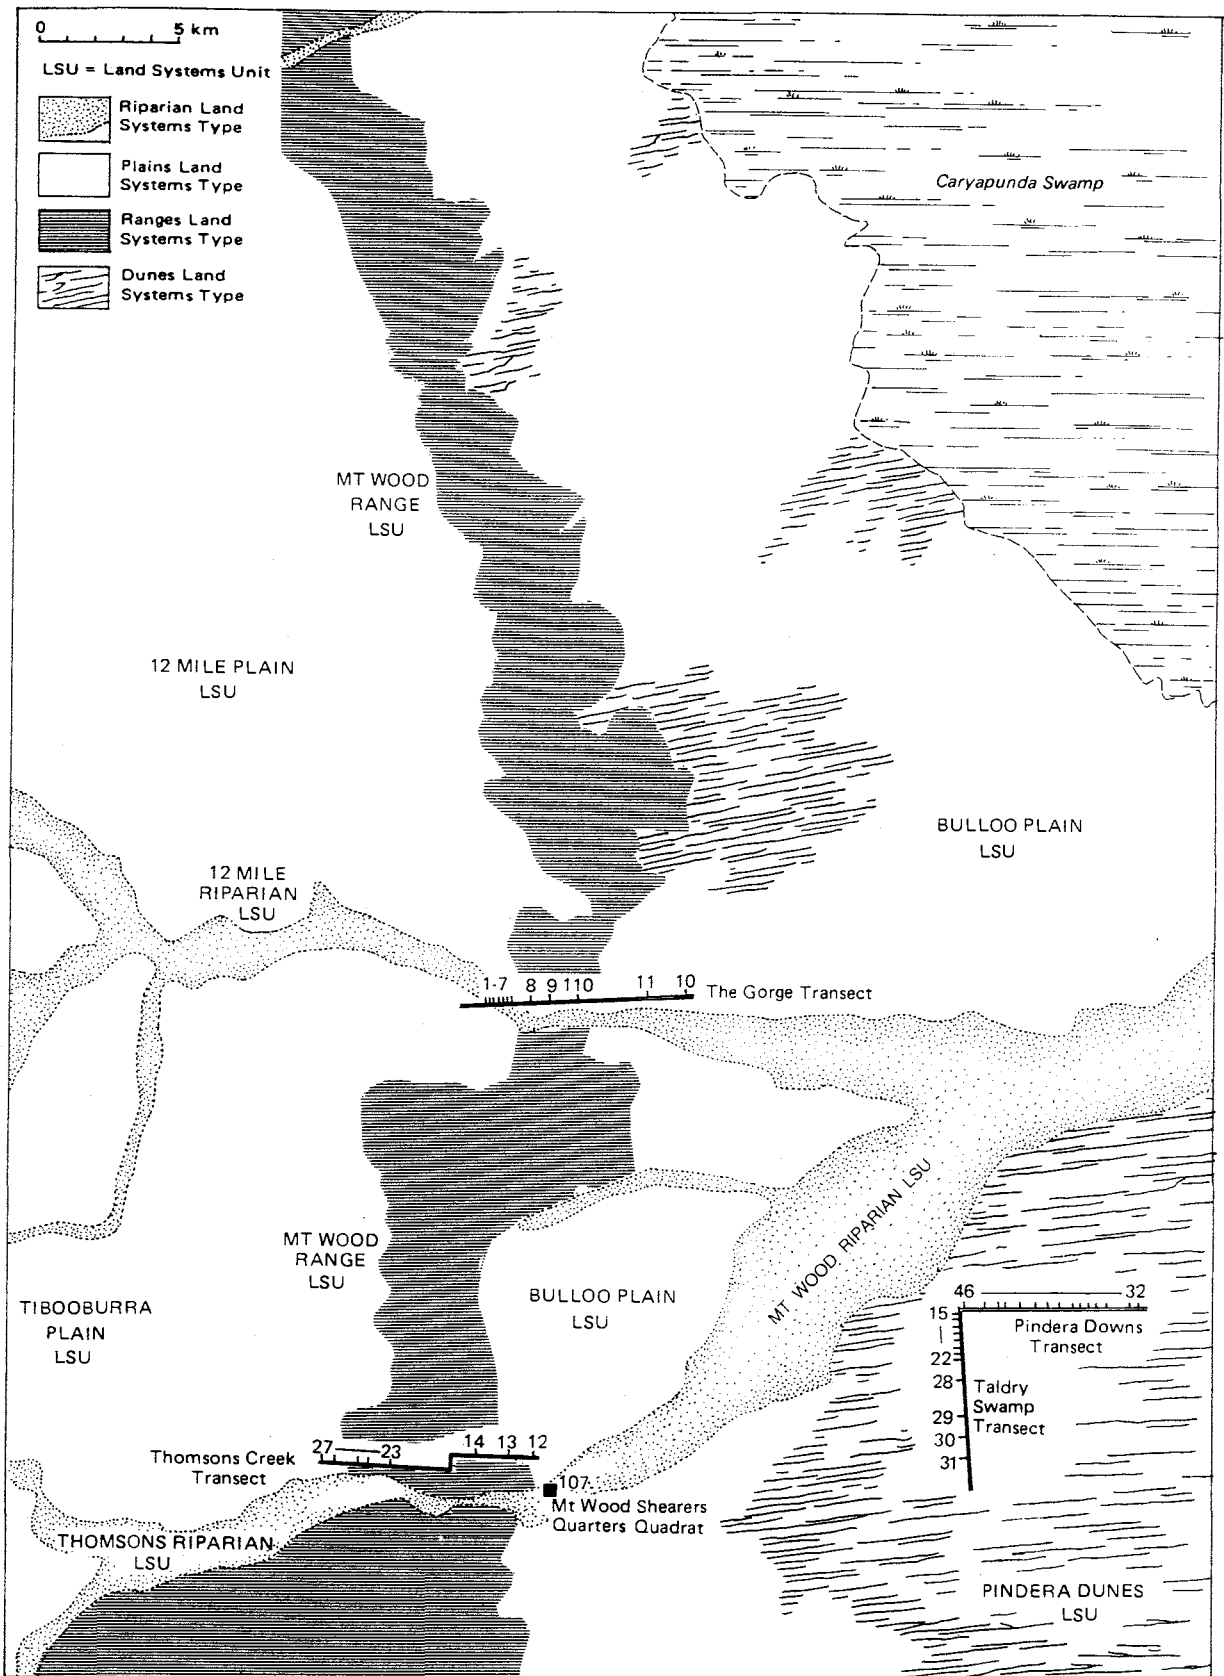 0 5 km
LSU = Land Systems Unit
Riparian Land
Systems Type
Plains Land
Systems Type
Ranges Land
Systems Type
Dunes Land
Systems Type
Caryapunda Swamp
MT WOOD
RANGE
LSU
12 MILE PLAIN
LSU
BULLOO PLAIN
LSU
12 MILE
RIPARIAN
LSU
1-7 8 9 110 11 10
The Gorge Transect
MT WOOD RIPARIAN LSU
MT WOOD
RANGE
LSU
BULLOO PLAIN
LSU
TIBOOBURRA
PLAIN
LSU
46 32
Pindera Downs
Transect
15
22
28
29
30
31
Taldry
Swamp
Transect
27 23 14 13 12
Thomsons Creek
Transect
107
Mt Wood Shearers
Quarters Quadrat
THOMSONS RIPARIAN
LSU
PINDERA DUNES
LSU